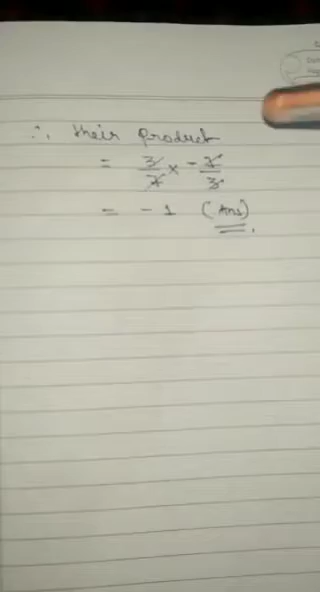 ∴ their product
= 3/7 × -7/3
= - 1 (Ans)